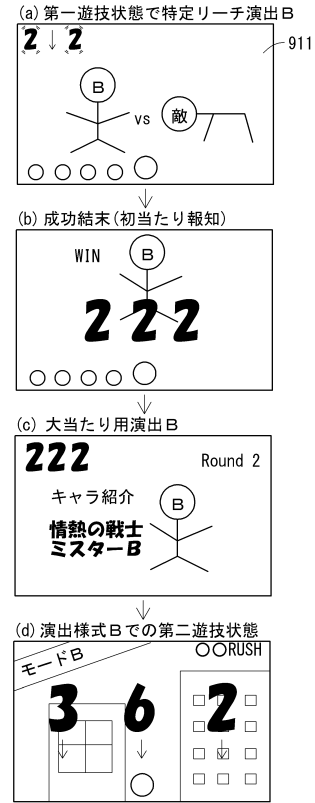 (a) 第一遊技状態で特定リーチ演出B
2 ↓ 2
911
B
vs
敵
(b) 成功結末(初当たり報知)
WIN
B
2 2 2
(c) 大当たり用演出B
222
Round 2
キャラ紹介
B
情熱の戦士
ミスターB
(d) 演出様式Bでの第二遊技状態
モードB
○○RUSH
3 6 2